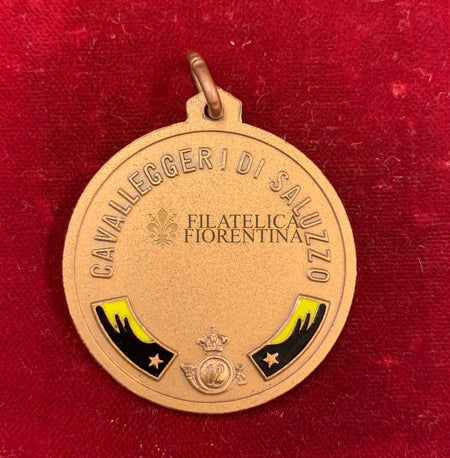 CAVALLEGGERI DI SALUZZO
FILATELICA
FIORENTINA
12